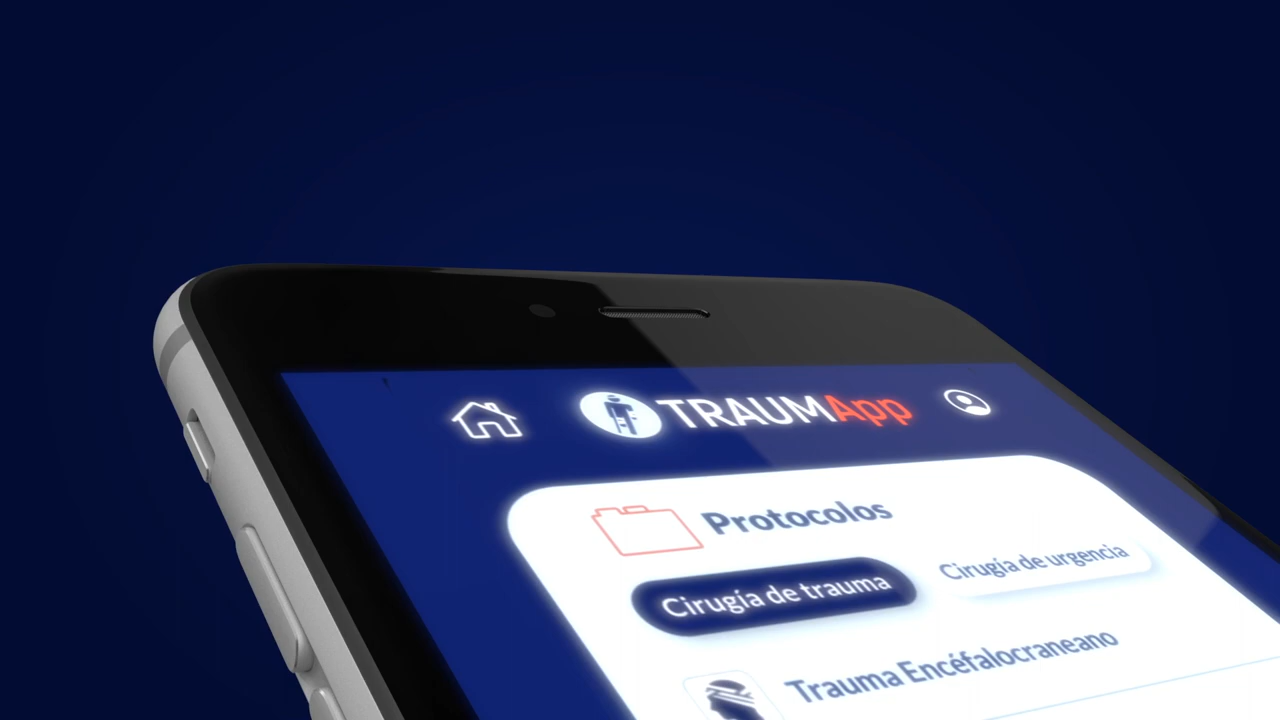 TRAUMApp
Protocolos
Cirugía de trauma
Cirugía de urgencia
Trauma Encéfalocraneano